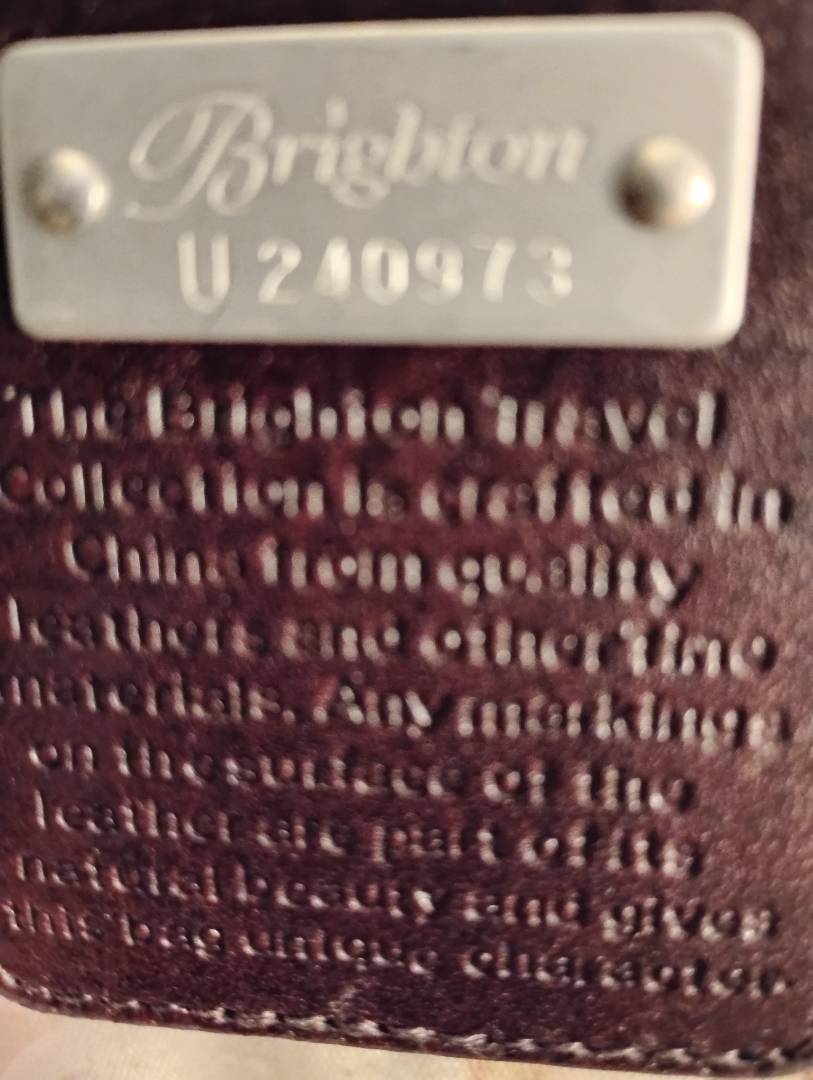 Brighton
U 240973
The Brighton Travel
Collection is crafted in
China from quality
leathers and other fine
materials. Any markings
on the surface of the
leather are part of its
natural beauty and gives
this bag unique character.